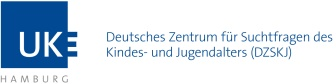 UKE
HAMBURG
Deutsches Zentrum für Suchtfragen des
Kindes- und Jugendalters (DZSKJ)